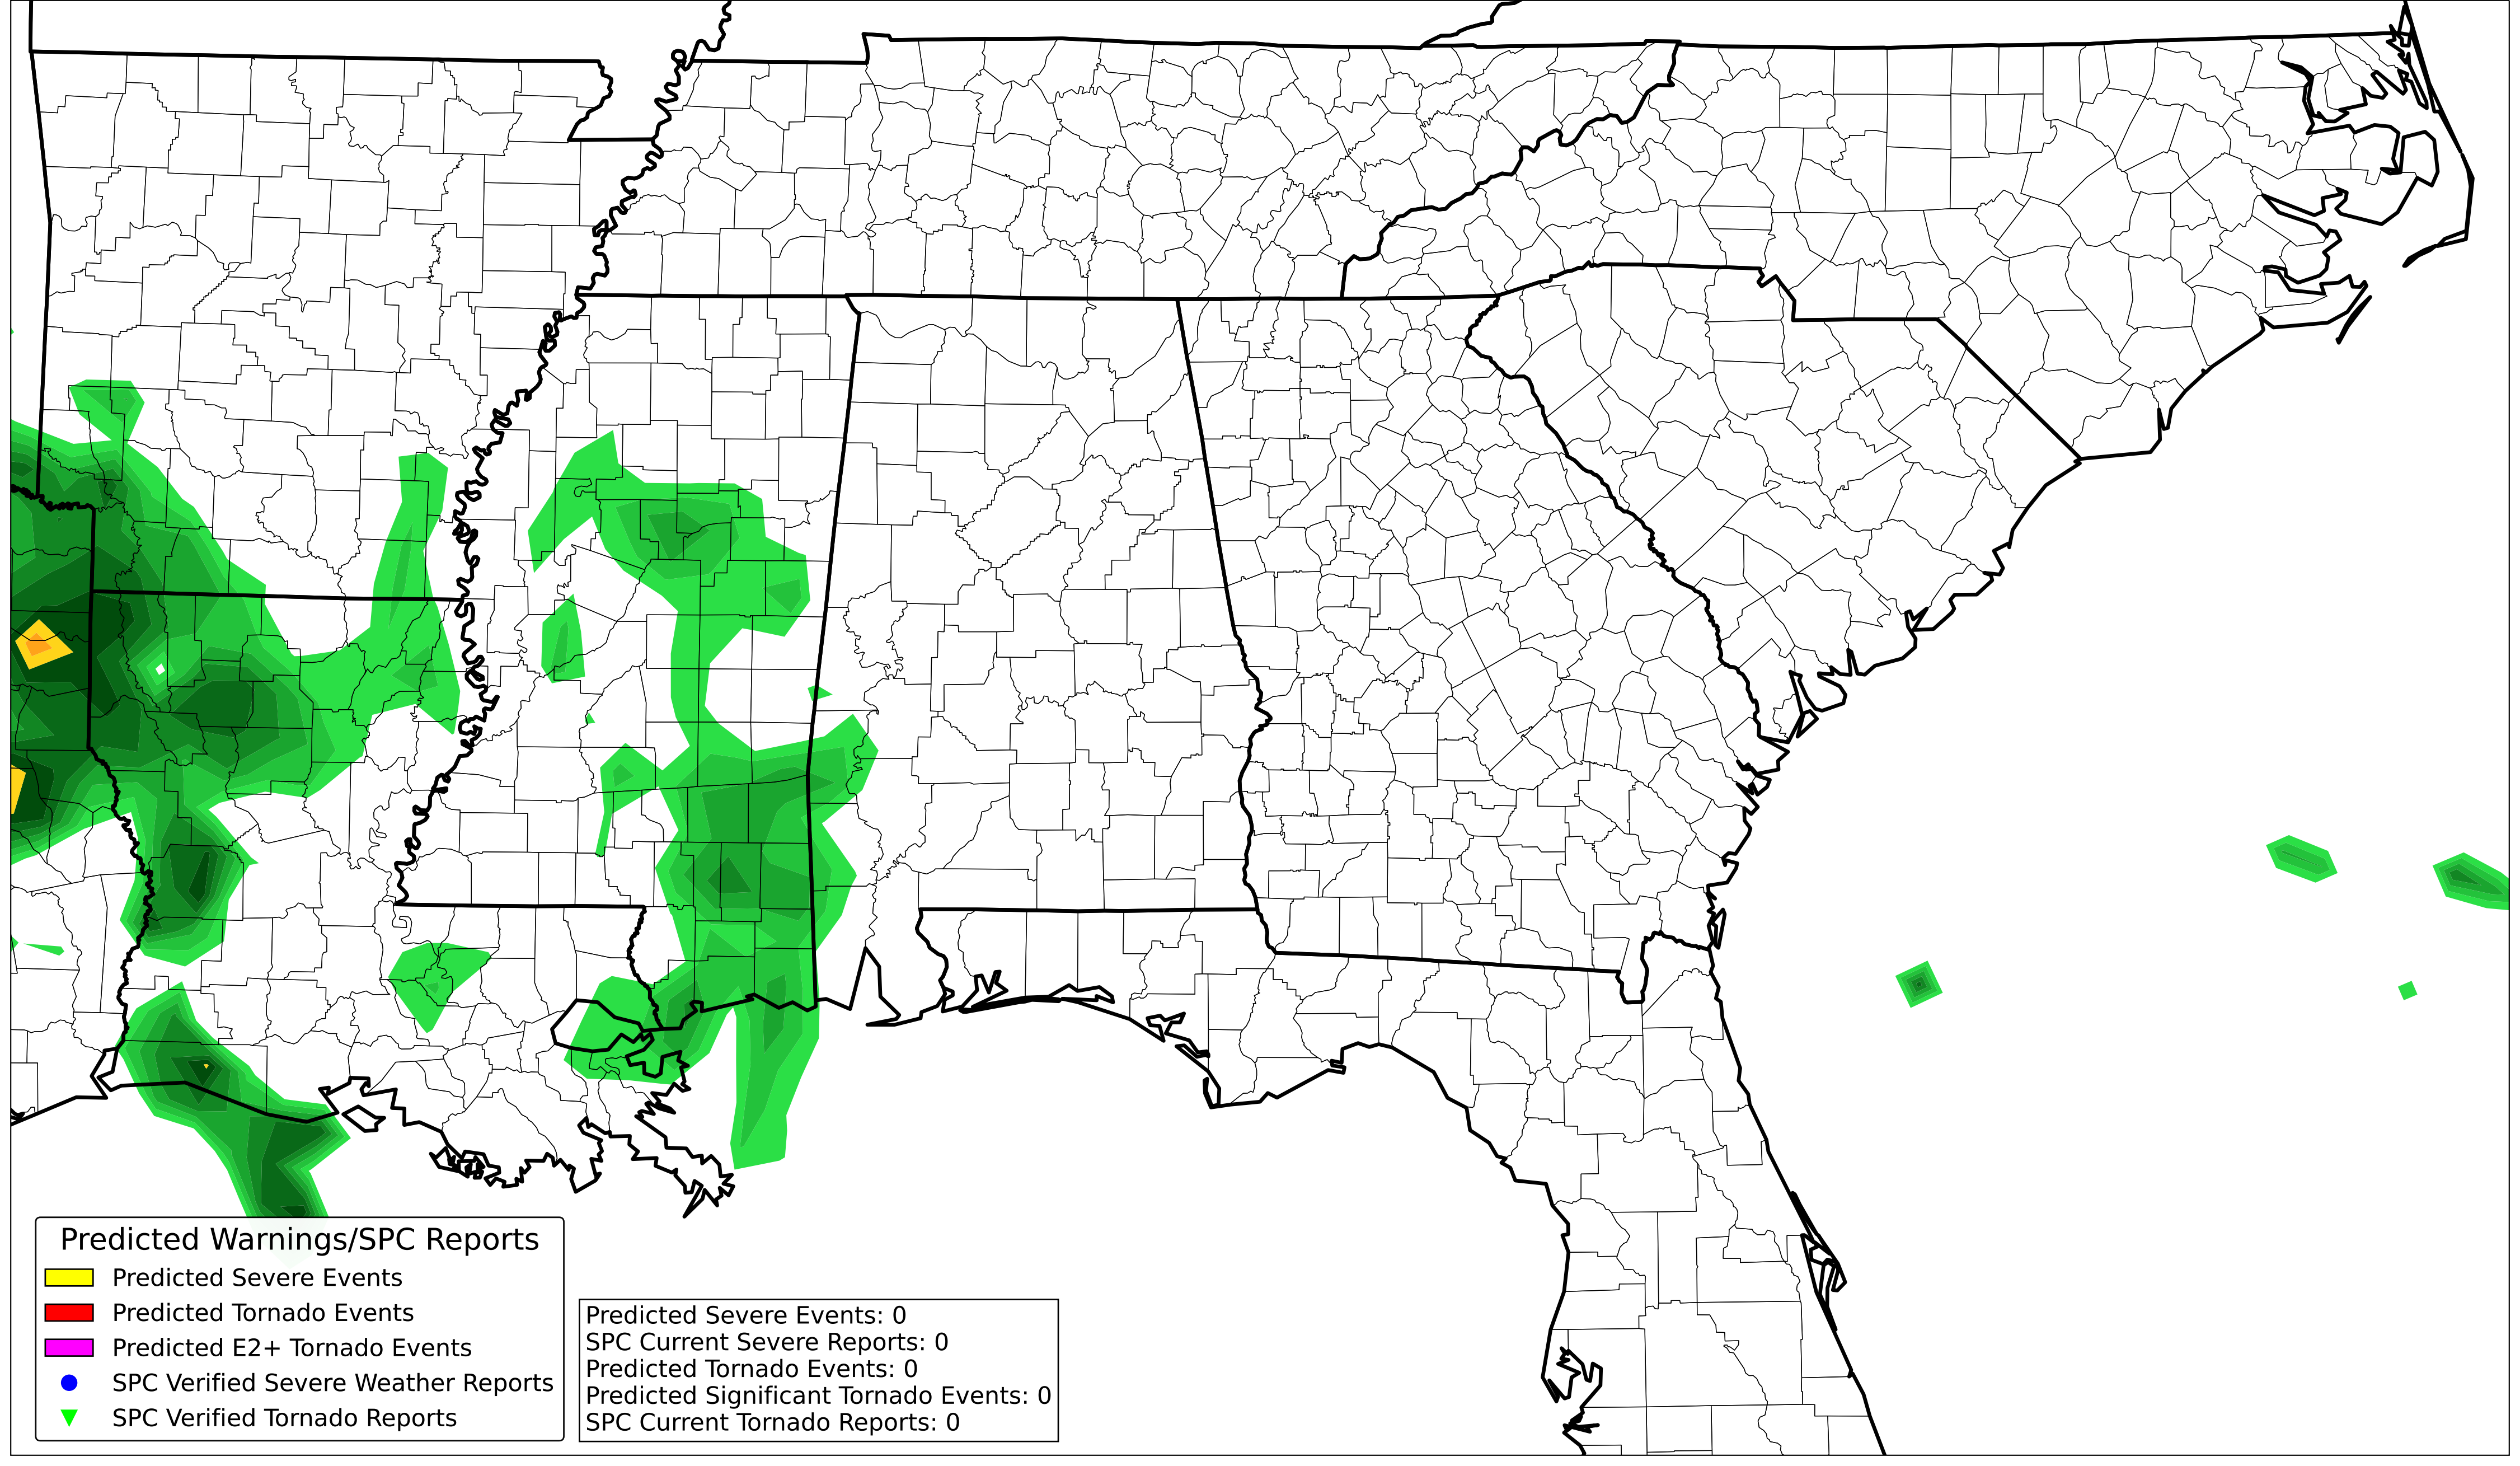 Predicted Warnings/SPC Reports
Predicted Severe Events
Predicted Tornado Events
Predicted E2+ Tornado Events
SPC Verified Severe Weather Reports
SPC Verified Tornado Reports
Predicted Severe Events: 0
SPC Current Severe Reports: 0
Predicted Tornado Events: 0
Predicted Significant Tornado Events: 0
SPC Current Tornado Reports: 0